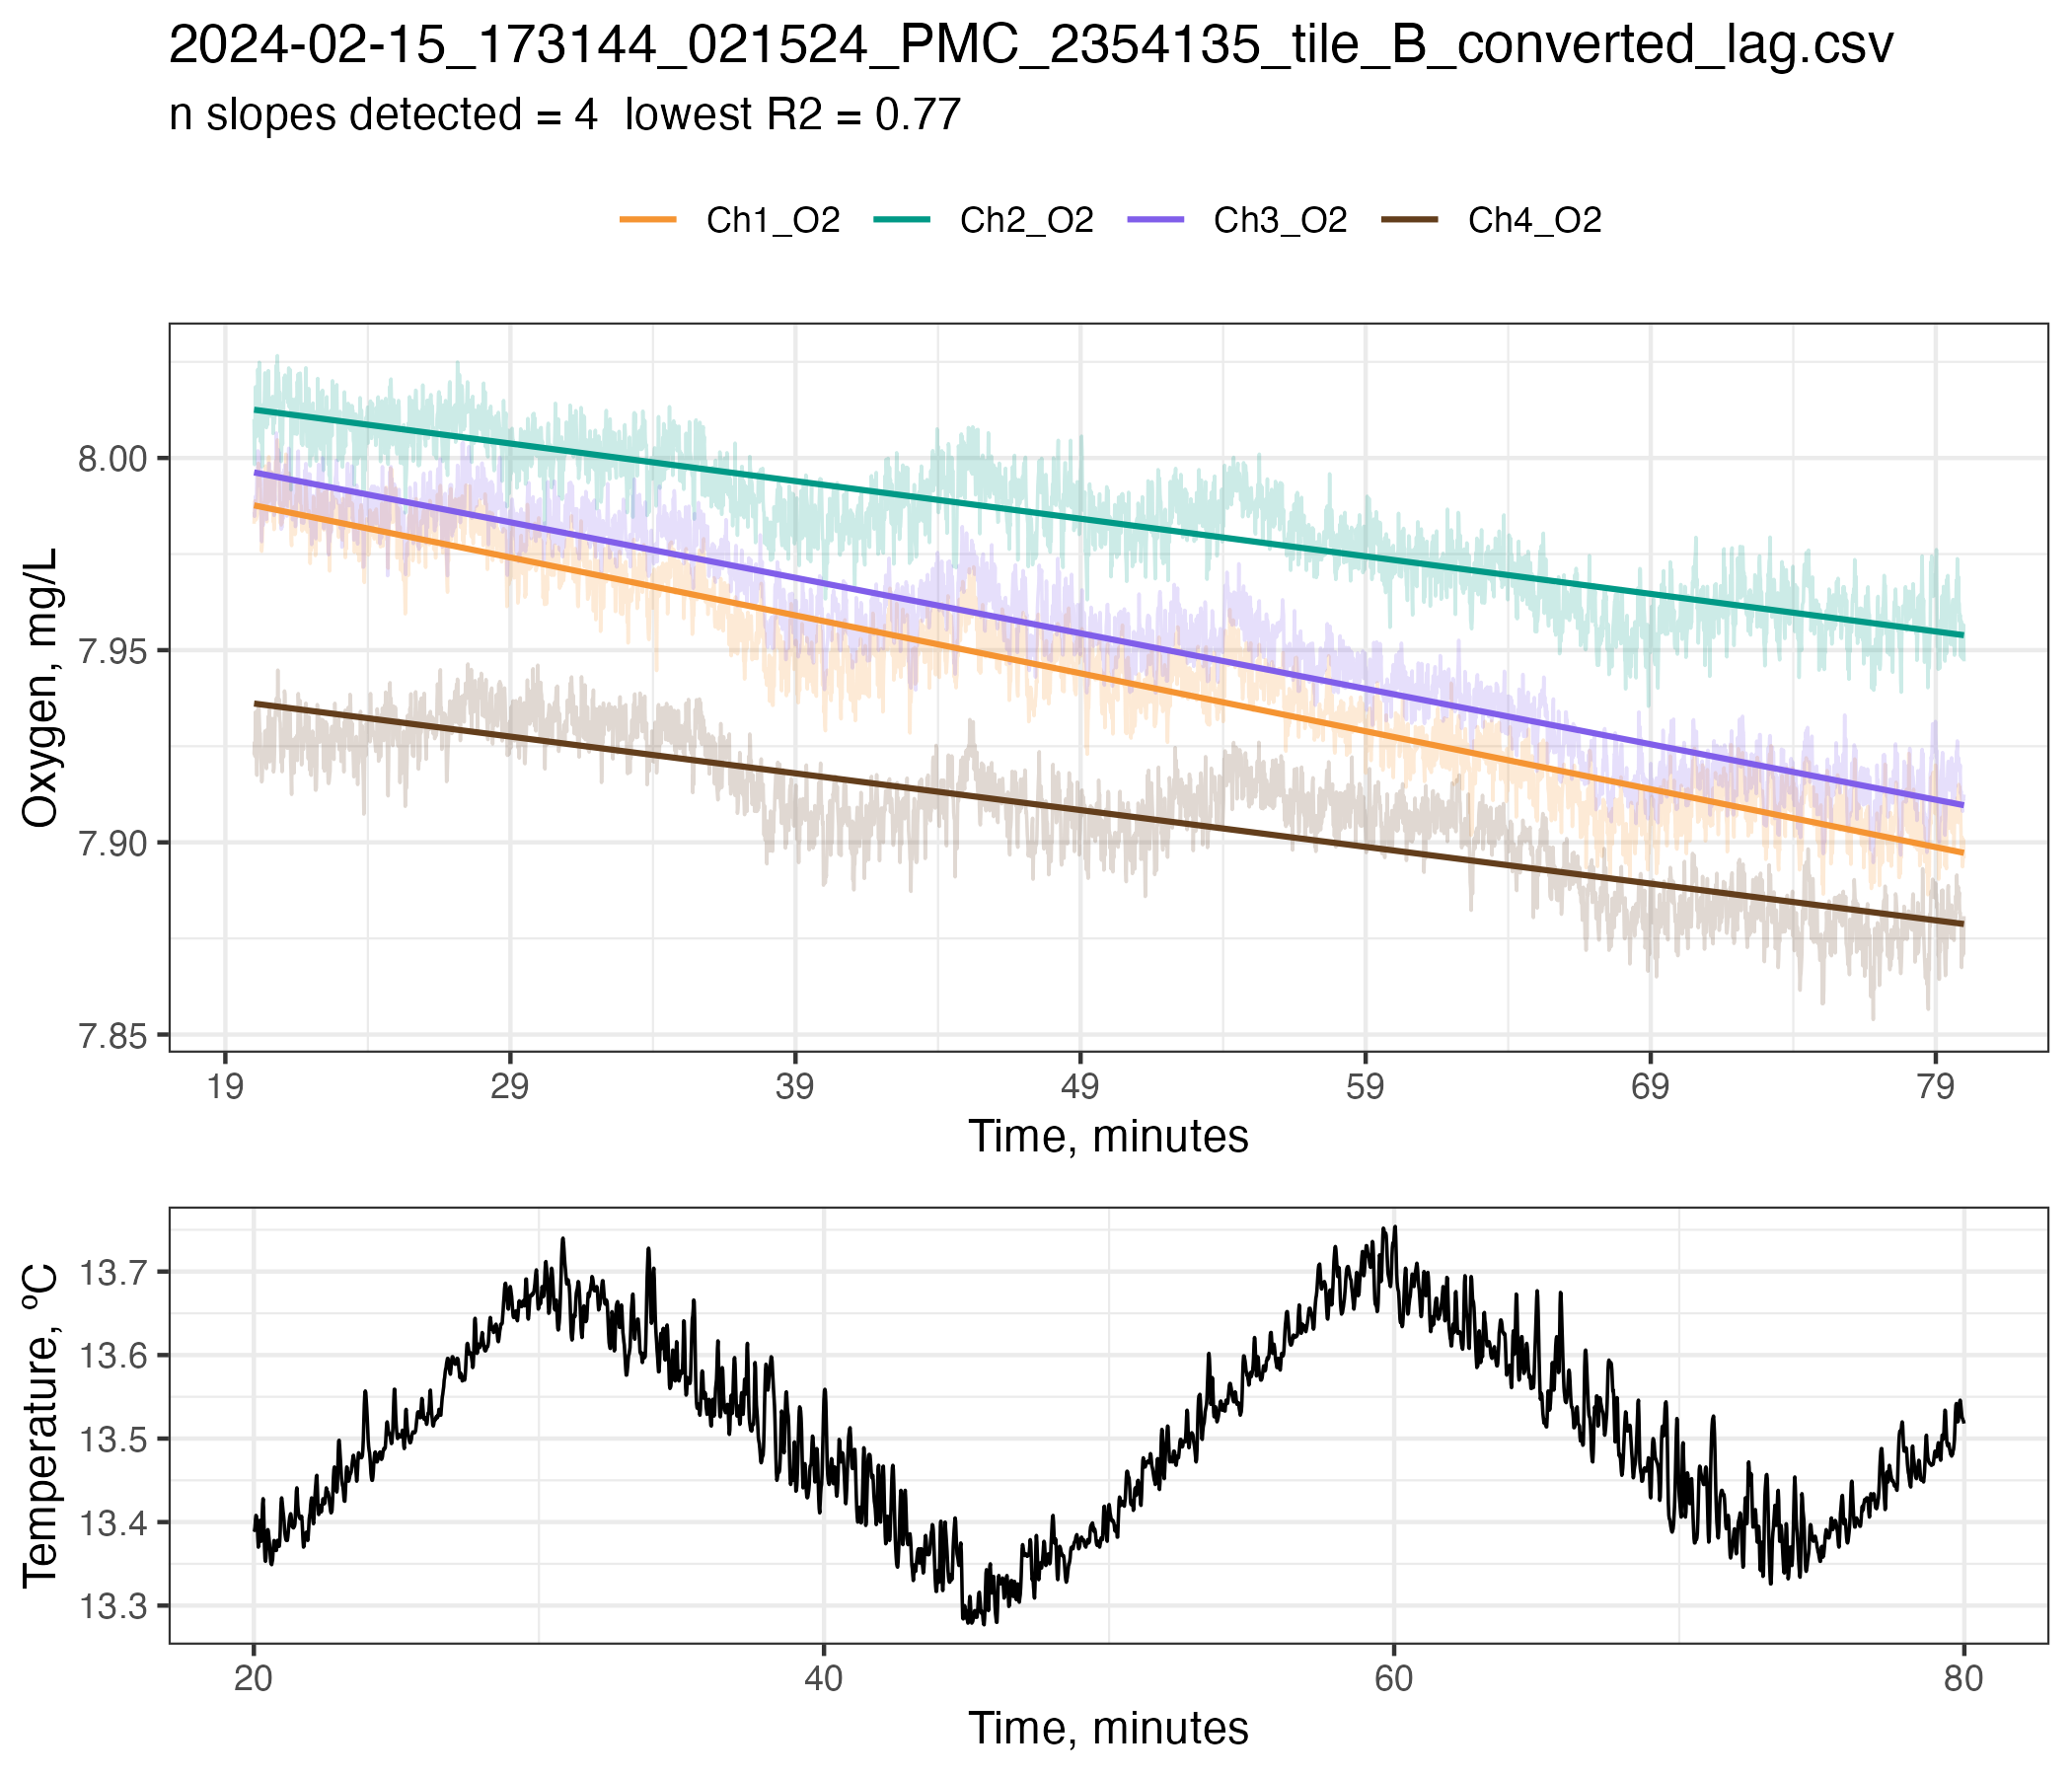 2024-02-15_173144_021524_PMC_2354135_tile_B_converted_lag.csv
n slopes detected = 4  lowest R2 = 0.77
Ch1_O2 Ch2_O2 Ch3_O2 Ch4_O2
Oxygen, mg/L
8.00
7.95
7.90
7.85
19 29 39 49 59 69 79
Time, minutes
Temperature, ºC
13.7
13.6
13.5
13.4
13.3
20 40 60 80
Time, minutes